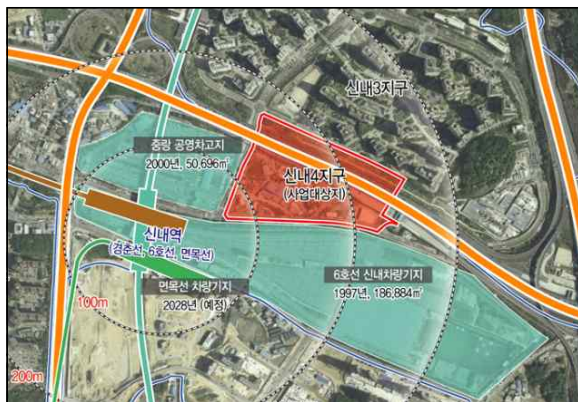 신내3지구
중랑 공영차고지
2000년, 50,696㎡
신내4지구
(사업대상지)
신내역
(경춘선, 6호선, 면목선)
6호선 신내차량기지
1997년, 186,884㎡
면목선 차량기지
2028년 (예정)
100m
200m